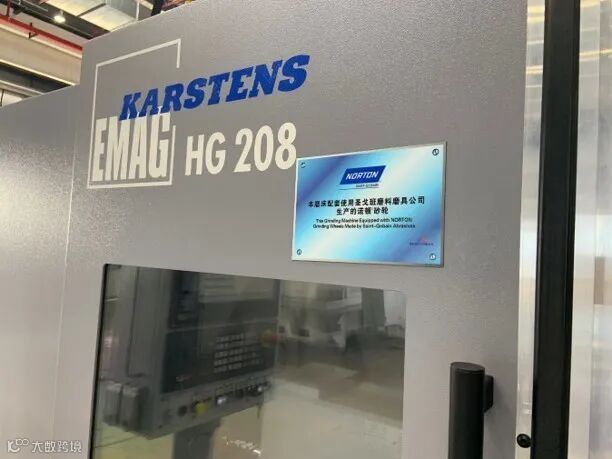 KARSTENS
EMAG HG 208
NORTON
SAINT-GOBAIN
本磨床配套使用圣戈班磨料磨具公司
生产的诺顿®砂轮
This Grinding Machine Equipped with NORTON®
Grinding Wheels Made by Saint-Gobain Abrasives
大数跨境